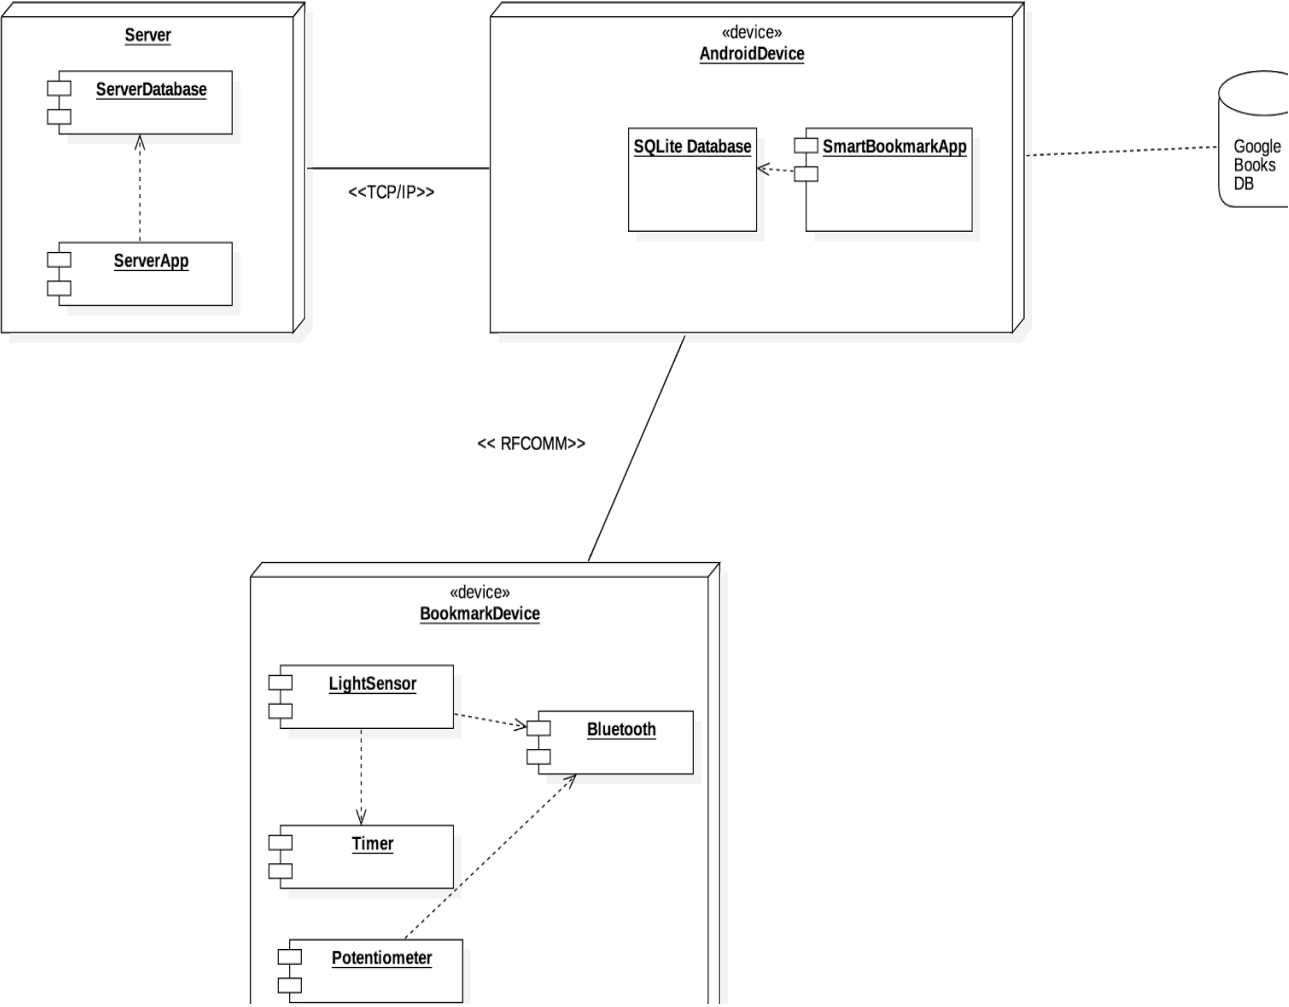 Server
ServerDatabase
ServerApp
<<TCP/IP>>
«device»
AndroidDevice
SQLite Database
SmartBookmarkApp
Google
Books
DB
<< RFCOMM>>
«device»
BookmarkDevice
LightSensor
Bluetooth
Timer
Potentiometer